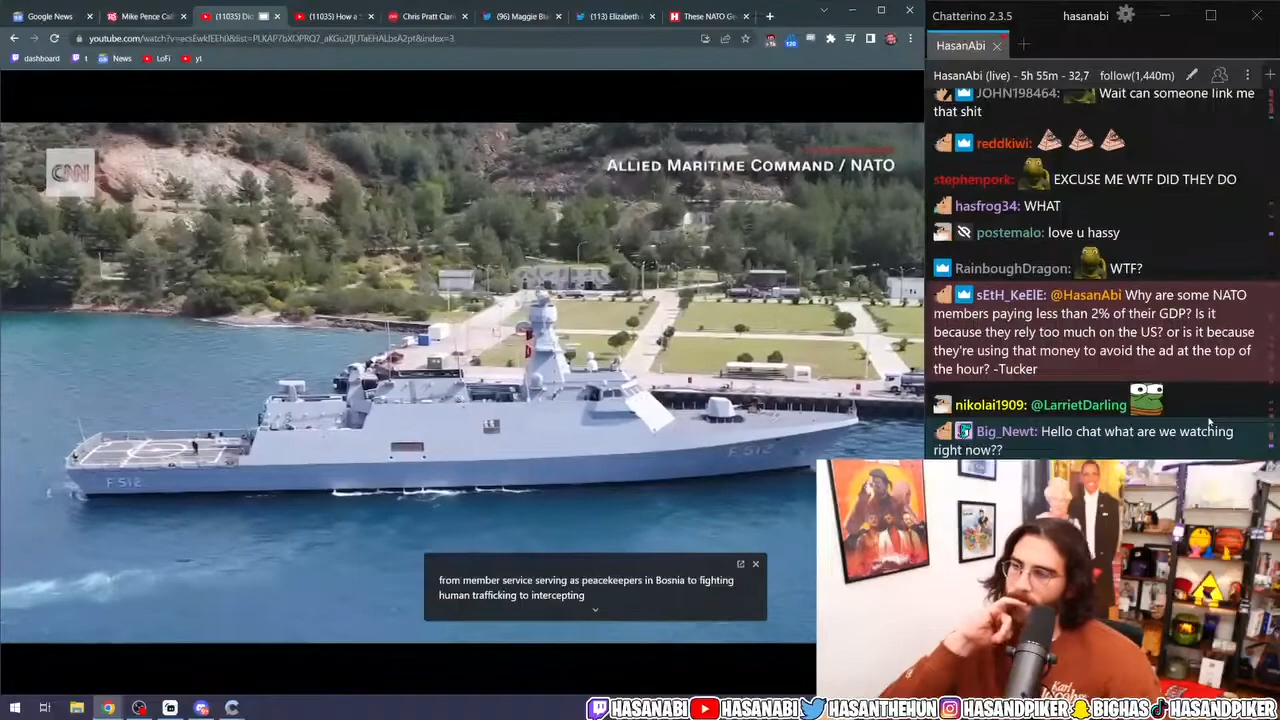 Google News
Mike Pence Cal
(11035) Di
(11035) How a S
Chris Pratt Clar
(96) Maggie Bl
(113) Elizabeth
These NATO Ge
youtube.com/watch?v=ecsEwkfEEh0&list=PLKAP7bXOPRQ7_aKGu2fjUTaEHALbsA2pt&index=3
dashboard
t
News
LoFi
yt
CNN
ALLIED MARITIME COMMAND / NATO
F 512
F 512
from member service serving as peacekeepers in Bosnia to fighting
human trafficking to intercepting
Chatterino 2.3.5
hasanabi
HasanAbi
HasanAbi (live) - 5h 55m - 32,7
follow(1,440m)
JOHN198464: Wait can someone link me
that shit
reddkiwi:
stephenpork: EXCUSE ME WTF DID THEY DO
hasfrog34: WHAT
postemalo: love u hassy
RainboughDragon: WTF?
sEtH_KeElE: @HasanAbi Why are some NATO
members paying less than 2% of their GDP? Is it
because they rely too much on the US? or is it because
they're using that money to avoid the ad at the top of
the hour? -Tucker
nikolai1909: @LarrietDarling
Big_Newt: Hello chat what are we watching
right now??
Karl
Jacobs
HASANABI
HASANABI
HASANTHEHUN
HASANDPIKER
BIGHAS
HASANDPIKER